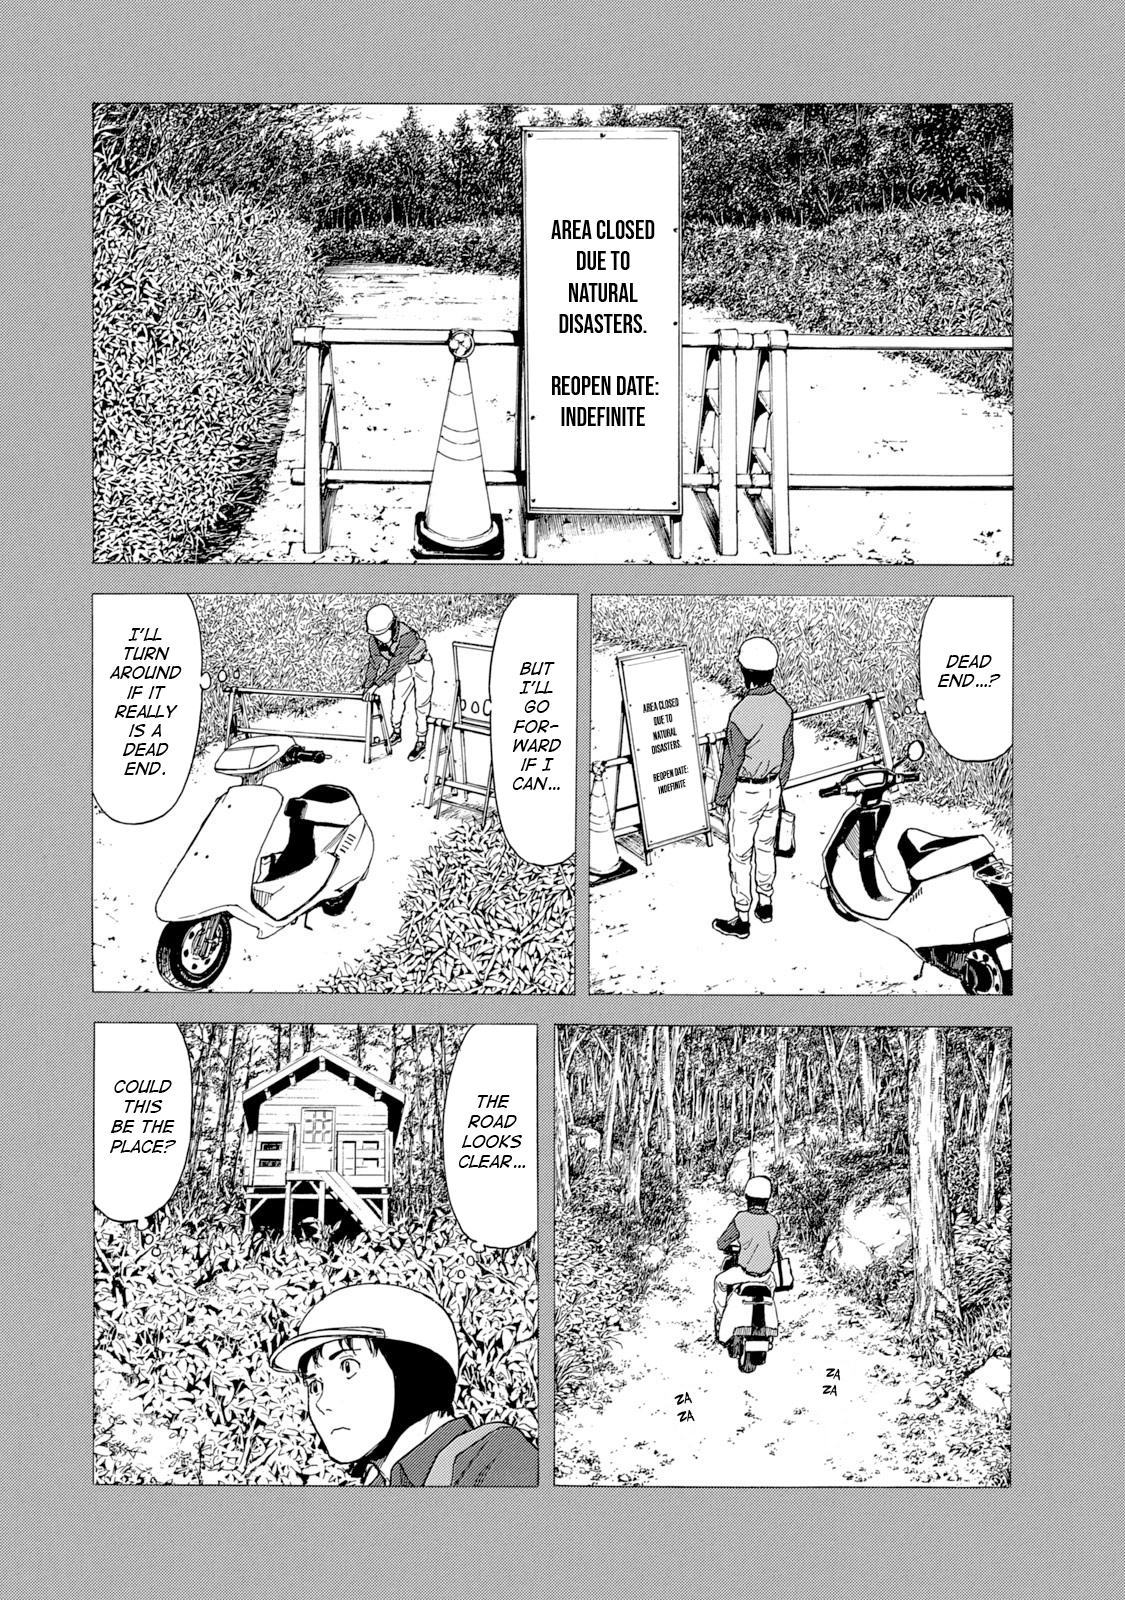 AREA CLOSED
DUE TO
NATURAL
DISASTERS.
REOPEN DATE:
INDEFINITE
DEAD
END...?
AREA CLOSED
DUE TO
NATURAL
DISASTERS.
REOPEN DATE:
INDEFINITE
BUT
I'LL
GO
FOR-
WARD
IF I
CAN...
I'LL
TURN
AROUND
IF IT
REALLY
IS A
DEAD
END.
ZA
ZA
ZA
ZA
THE
ROAD
LOOKS
CLEAR...
COULD
THIS
BE THE
PLACE?